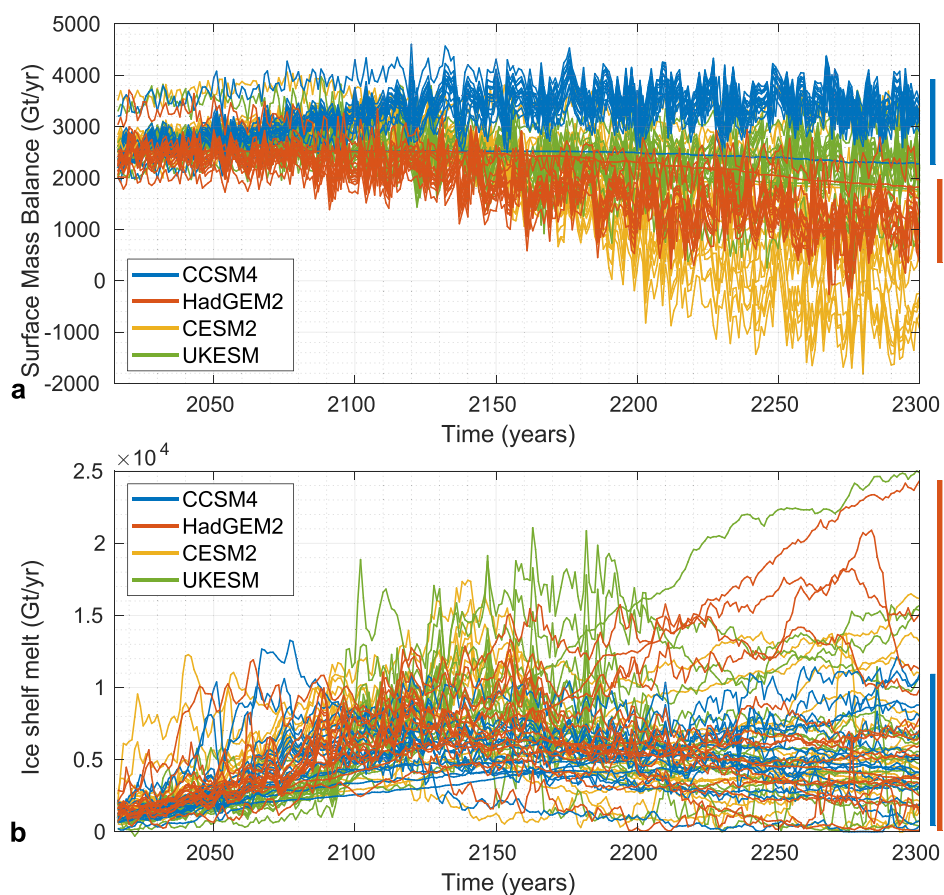 5000
4000
3000
2000
1000
0
-1000
-2000
Surface Mass Balance (Gt/yr)
CCSM4
HadGEM2
CESM2
UKESM
a
2050 2100 2150 2200 2250 2300
Time (years)
×10⁴
2.5
2
1.5
1
0.5
0
Ice shelf melt (Gt/yr)
CCSM4
HadGEM2
CESM2
UKESM
b
2050 2100 2150 2200 2250 2300
Time (years)